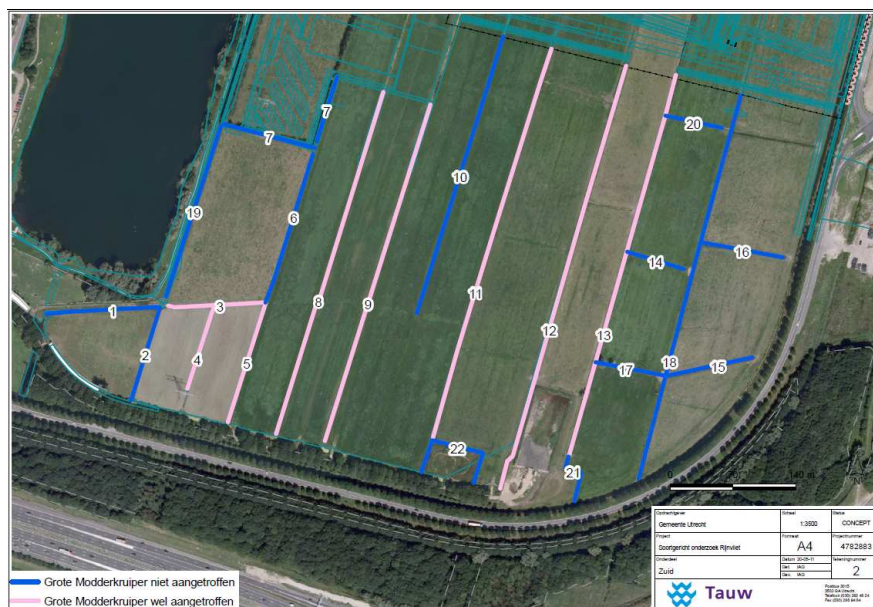 20
7
7
10
19
6
16
14
11
8
9
12
13
1
3
2
4
5
17
18
15
22
21
0
140 m
Opdrachtgever
Gemeente Utrecht
Schaal
1:3500
Status
CONCEPT
Project
Soortgericht onderzoek Rijnvliet
Formaat
A4
Projectnummer
4782883
Onderdeel
Zuid
Tekeningnummer
2
Tauw
Grote Modderkruiper niet aangetroffen
Grote Modderkruiper wel aangetroffen